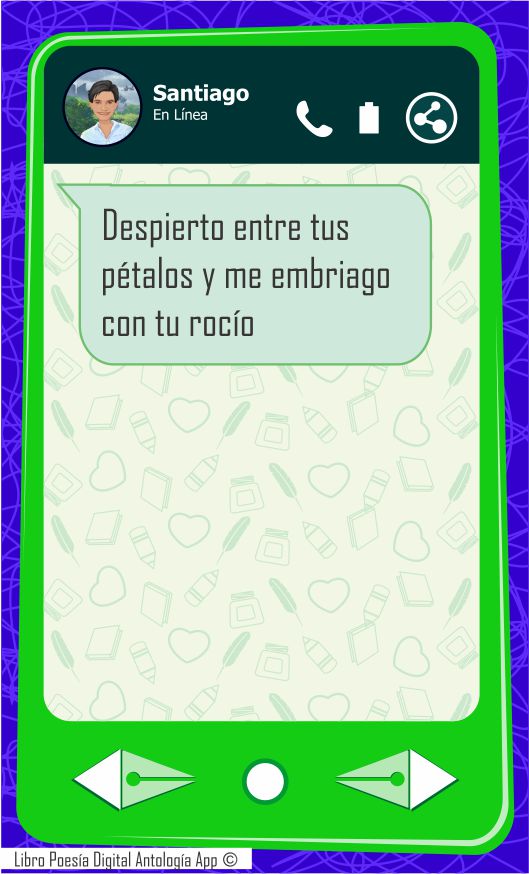 Santiago
En Línea
Despierto entre tus
pétalos y me embriago
con tu rocío
Libro Poesía Digital Antología App ©